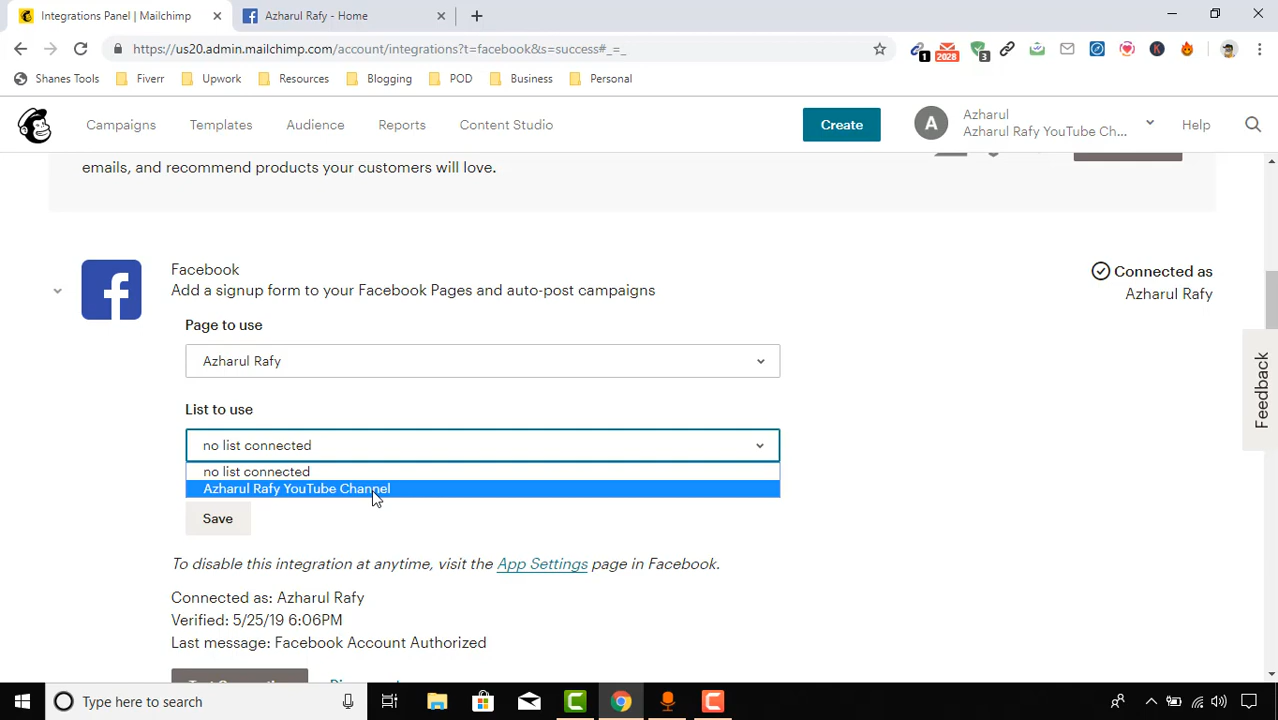 Integrations Panel | Mailchimp
Azharul Rafy - Home
https://us20.admin.mailchimp.com/account/integrations?t=facebook&s=success#_=_
1
2028
3
K
Shanes Tools
Fiverr
Upwork
Resources
Blogging
POD
Business
Personal
Campaigns
Templates
Audience
Reports
Content Studio
Create
A
Azharul
Azharul Rafy YouTube Ch...
Help
emails, and recommend products your customers will love.
Facebook
Add a signup form to your Facebook Pages and auto-post campaigns
Connected as
Azharul Rafy
Page to use
Azharul Rafy
List to use
no list connected
no list connected
Azharul Rafy YouTube Channel
Save
To disable this integration at anytime, visit the App Settings page in Facebook.
Connected as: Azharul Rafy
Verified: 5/25/19 6:06PM
Last message: Facebook Account Authorized
Feedback
Type here to search